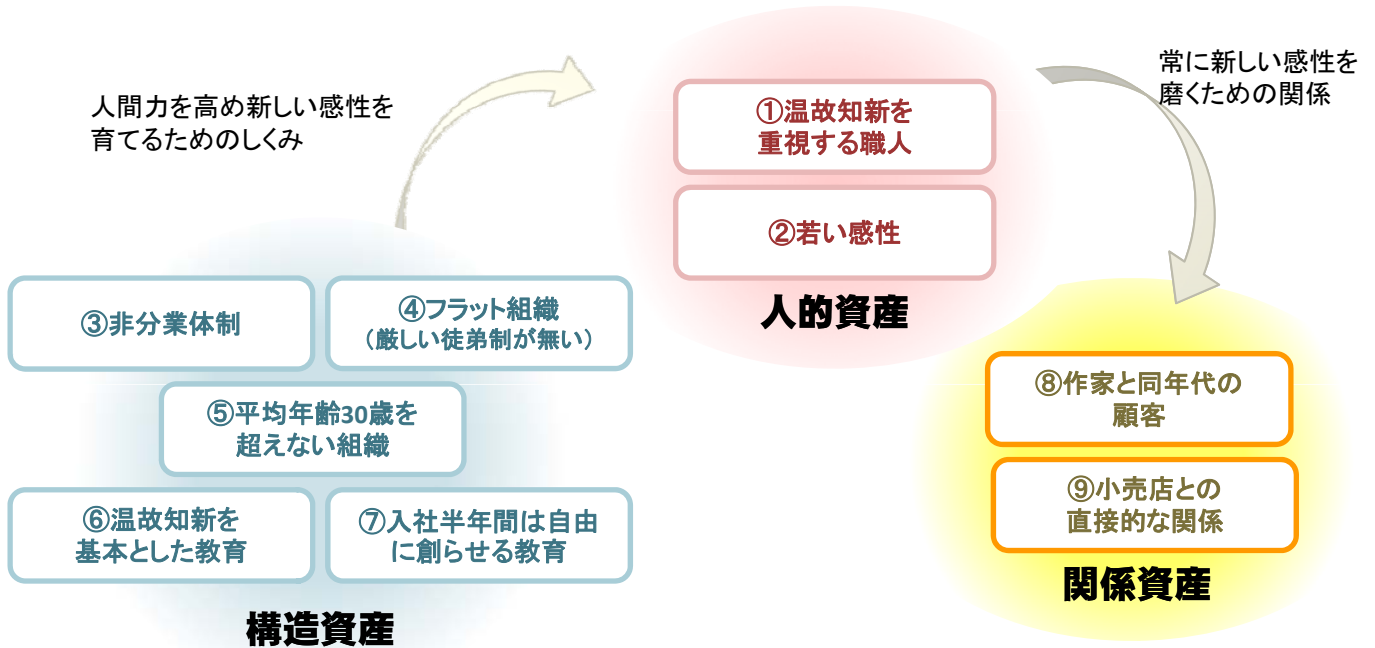 人間力を高め新しい感性を
育てるためのしくみ
常に新しい感性を
磨くための関係
①温故知新を
重視する職人
②若い感性
人的資産
③非分業体制
④フラット組織
（厳しい徒弟制が無い）
⑤平均年齢30歳を
超えない組織
⑥温故知新を
基本とした教育
⑦入社半年間は自由
に創らせる教育
構造資産
⑧作家と同年代の
顧客
⑨小売店との
直接的な関係
関係資産